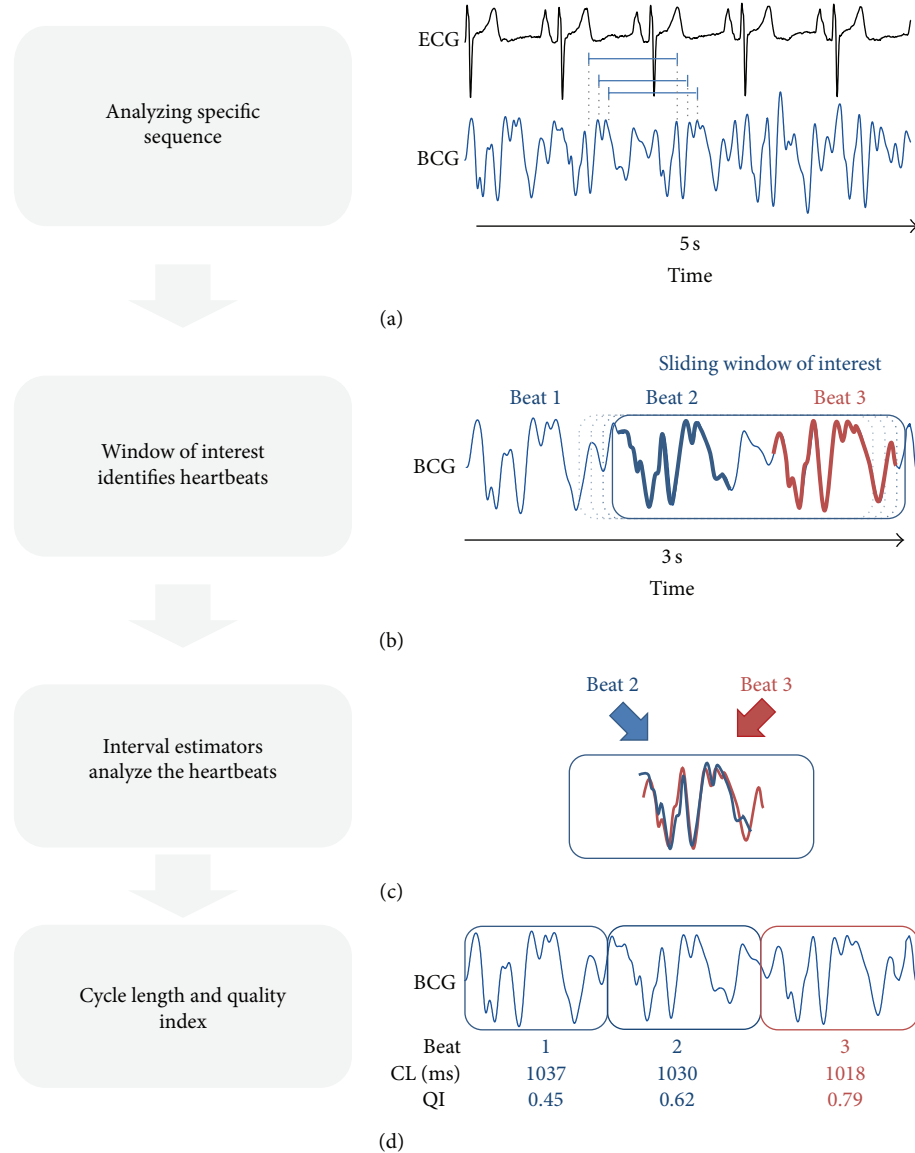 Analyzing specific
sequence
ECG
BCG
5 s
Time
(a)
Window of interest
identifies heartbeats
Sliding window of interest
Beat 1 Beat 2 Beat 3
BCG
3 s
Time
(b)
Interval estimators
analyze the heartbeats
Beat 2 Beat 3
(c)
Cycle length and quality
index
BCG
Beat 1 2 3
CL (ms) 1037 1030 1018
QI 0.45 0.62 0.79
(d)